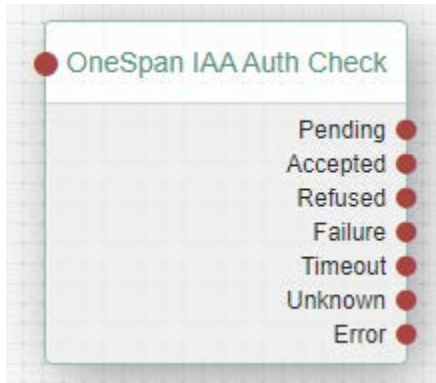 OneSpan IAA Auth Check
Pending
Accepted
Refused
Failure
Timeout
Unknown
Error